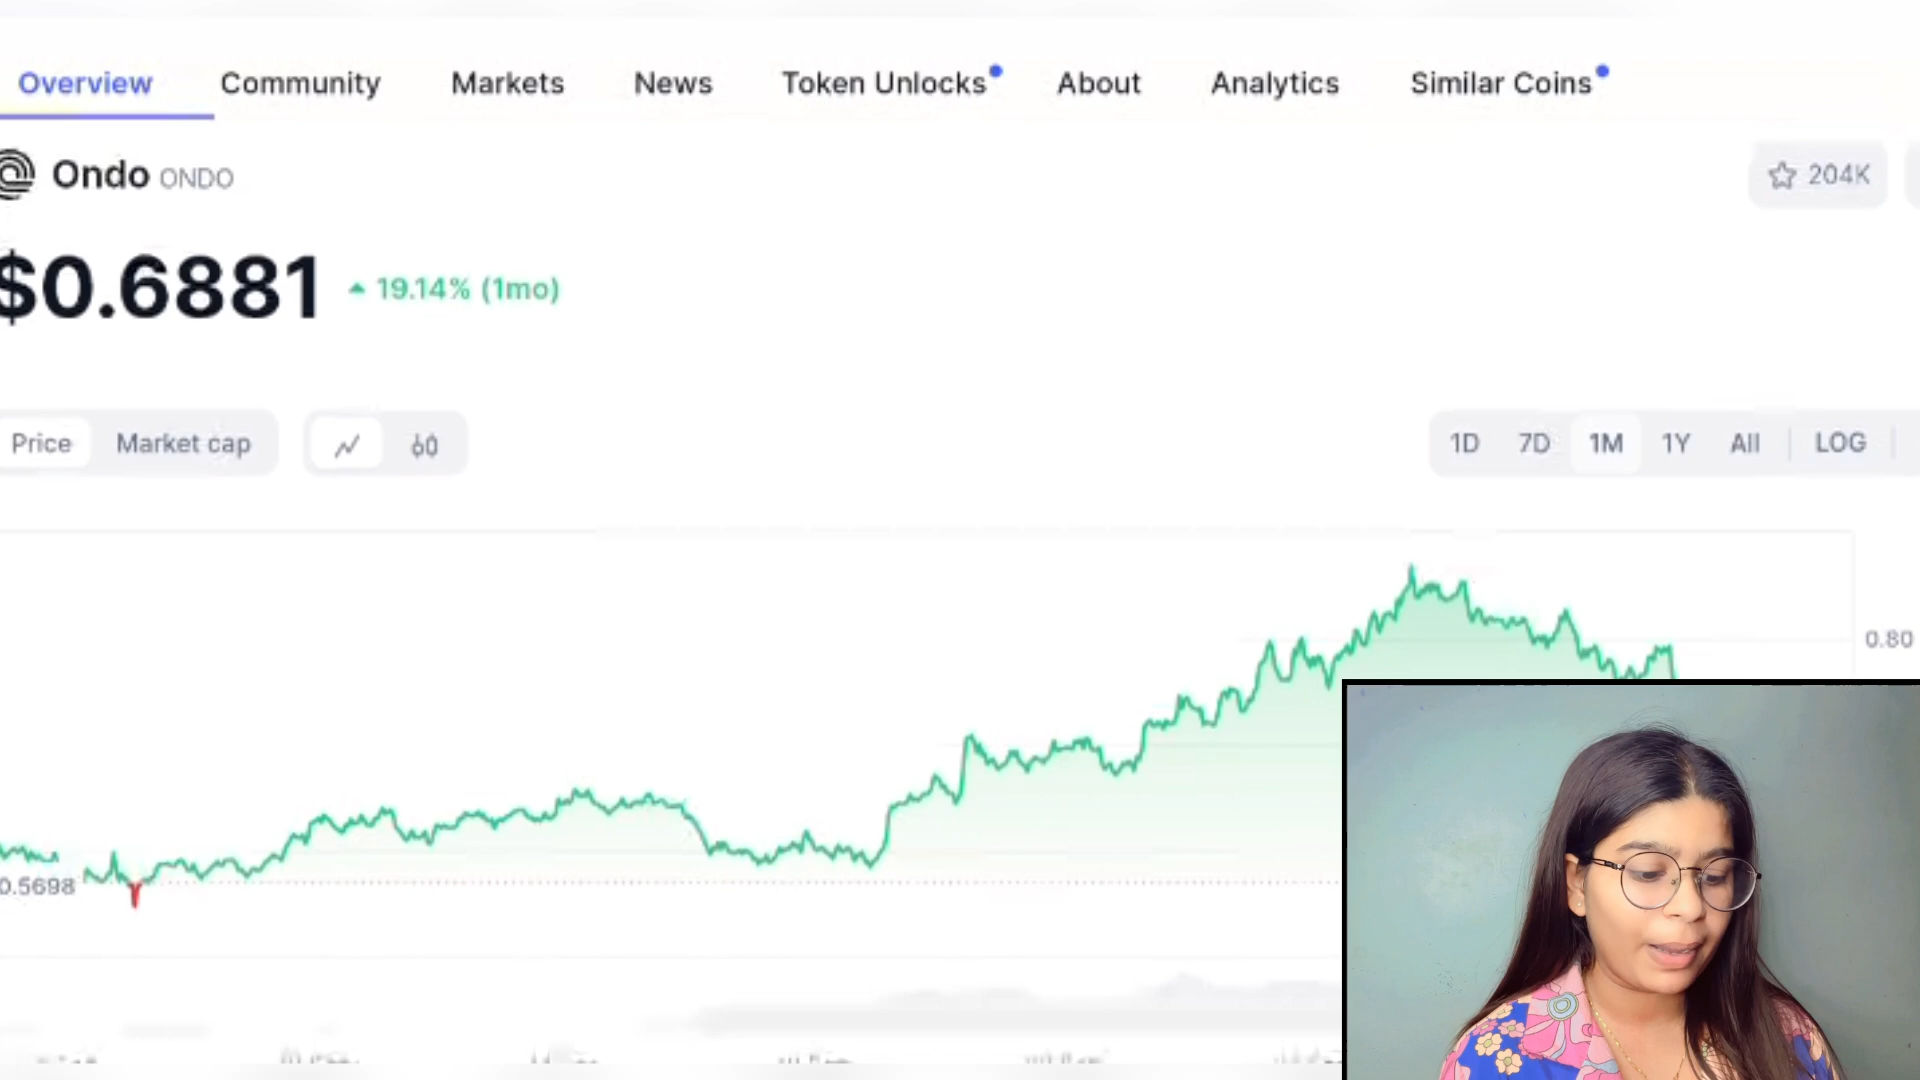 Overview Community Markets News Token Unlocks About Analytics Similar Coins
Ondo ONDO
204K
$0.6881 19.14% (1mo)
Price Market cap
1D 7D 1M 1Y All LOG
0.80
0.5698